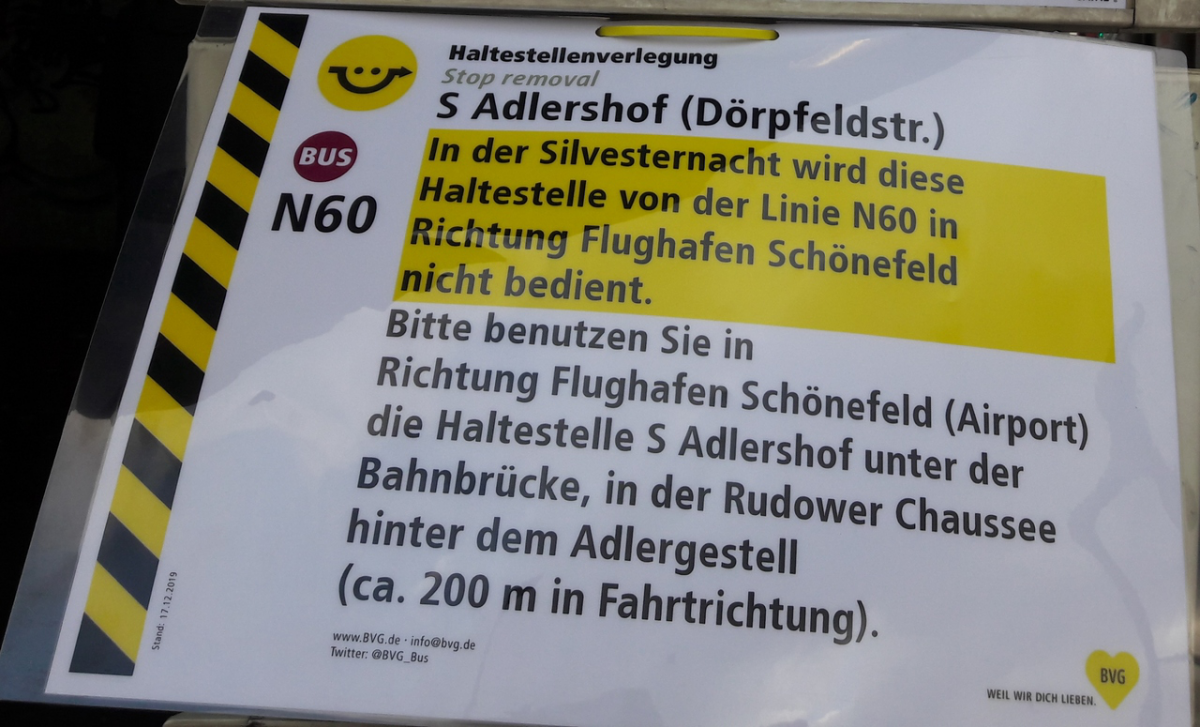 Haltestellenverlegung
Stop removal
S Adlershof (Dörpfeldstr.)
BUS
N60
In der Silvesternacht wird diese
Haltestelle von der Linie N60 in
Richtung Flughafen Schönefeld
nicht bedient.
Bitte benutzen Sie in
Richtung Flughafen Schönefeld (Airport)
die Haltestelle S Adlershof unter der
Bahnbrücke, in der Rudower Chaussee
hinter dem Adlergestell
(ca. 200 m in Fahrtrichtung).
Stand: 17.12.2019
www.BVG.de · info@bvg.de
Twitter: @BVG_Bus
WEIL WIR DICH LIEBEN.
BVG